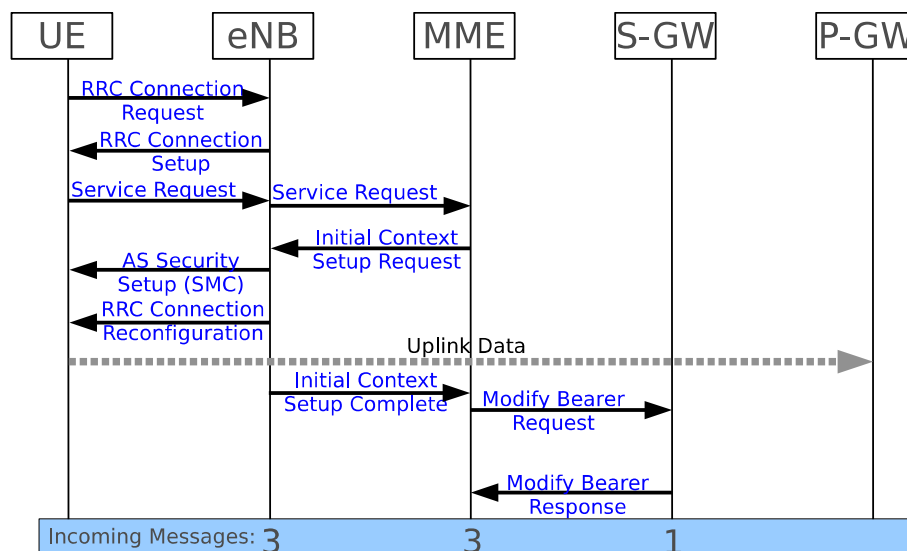 UE eNB MME S-GW P-GW
RRC Connection
Request
RRC Connection
Setup
Service Request
Service Request
Initial Context
Setup Request
AS Security
Setup (SMC)
RRC Connection
Reconfiguration
Uplink Data
Initial Context
Setup Complete
Modify Bearer
Request
Modify Bearer
Response
Incoming Messages: 3 3 1